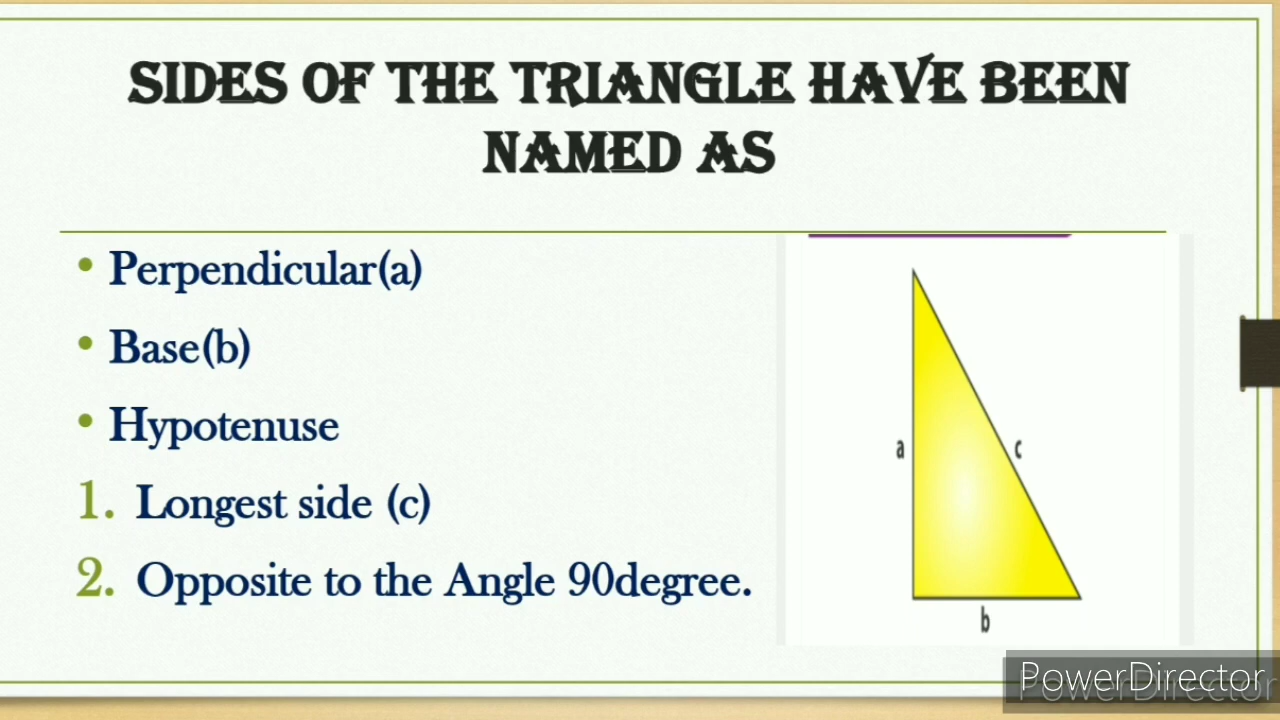 SIDES OF THE TRIANGLE HAVE BEEN
NAMED AS
• Perpendicular(a)
• Base(b)
• Hypotenuse
1. Longest side (c)
2. Opposite to the Angle 90degree.
a
c
b
PowerDirector
PowerDirector